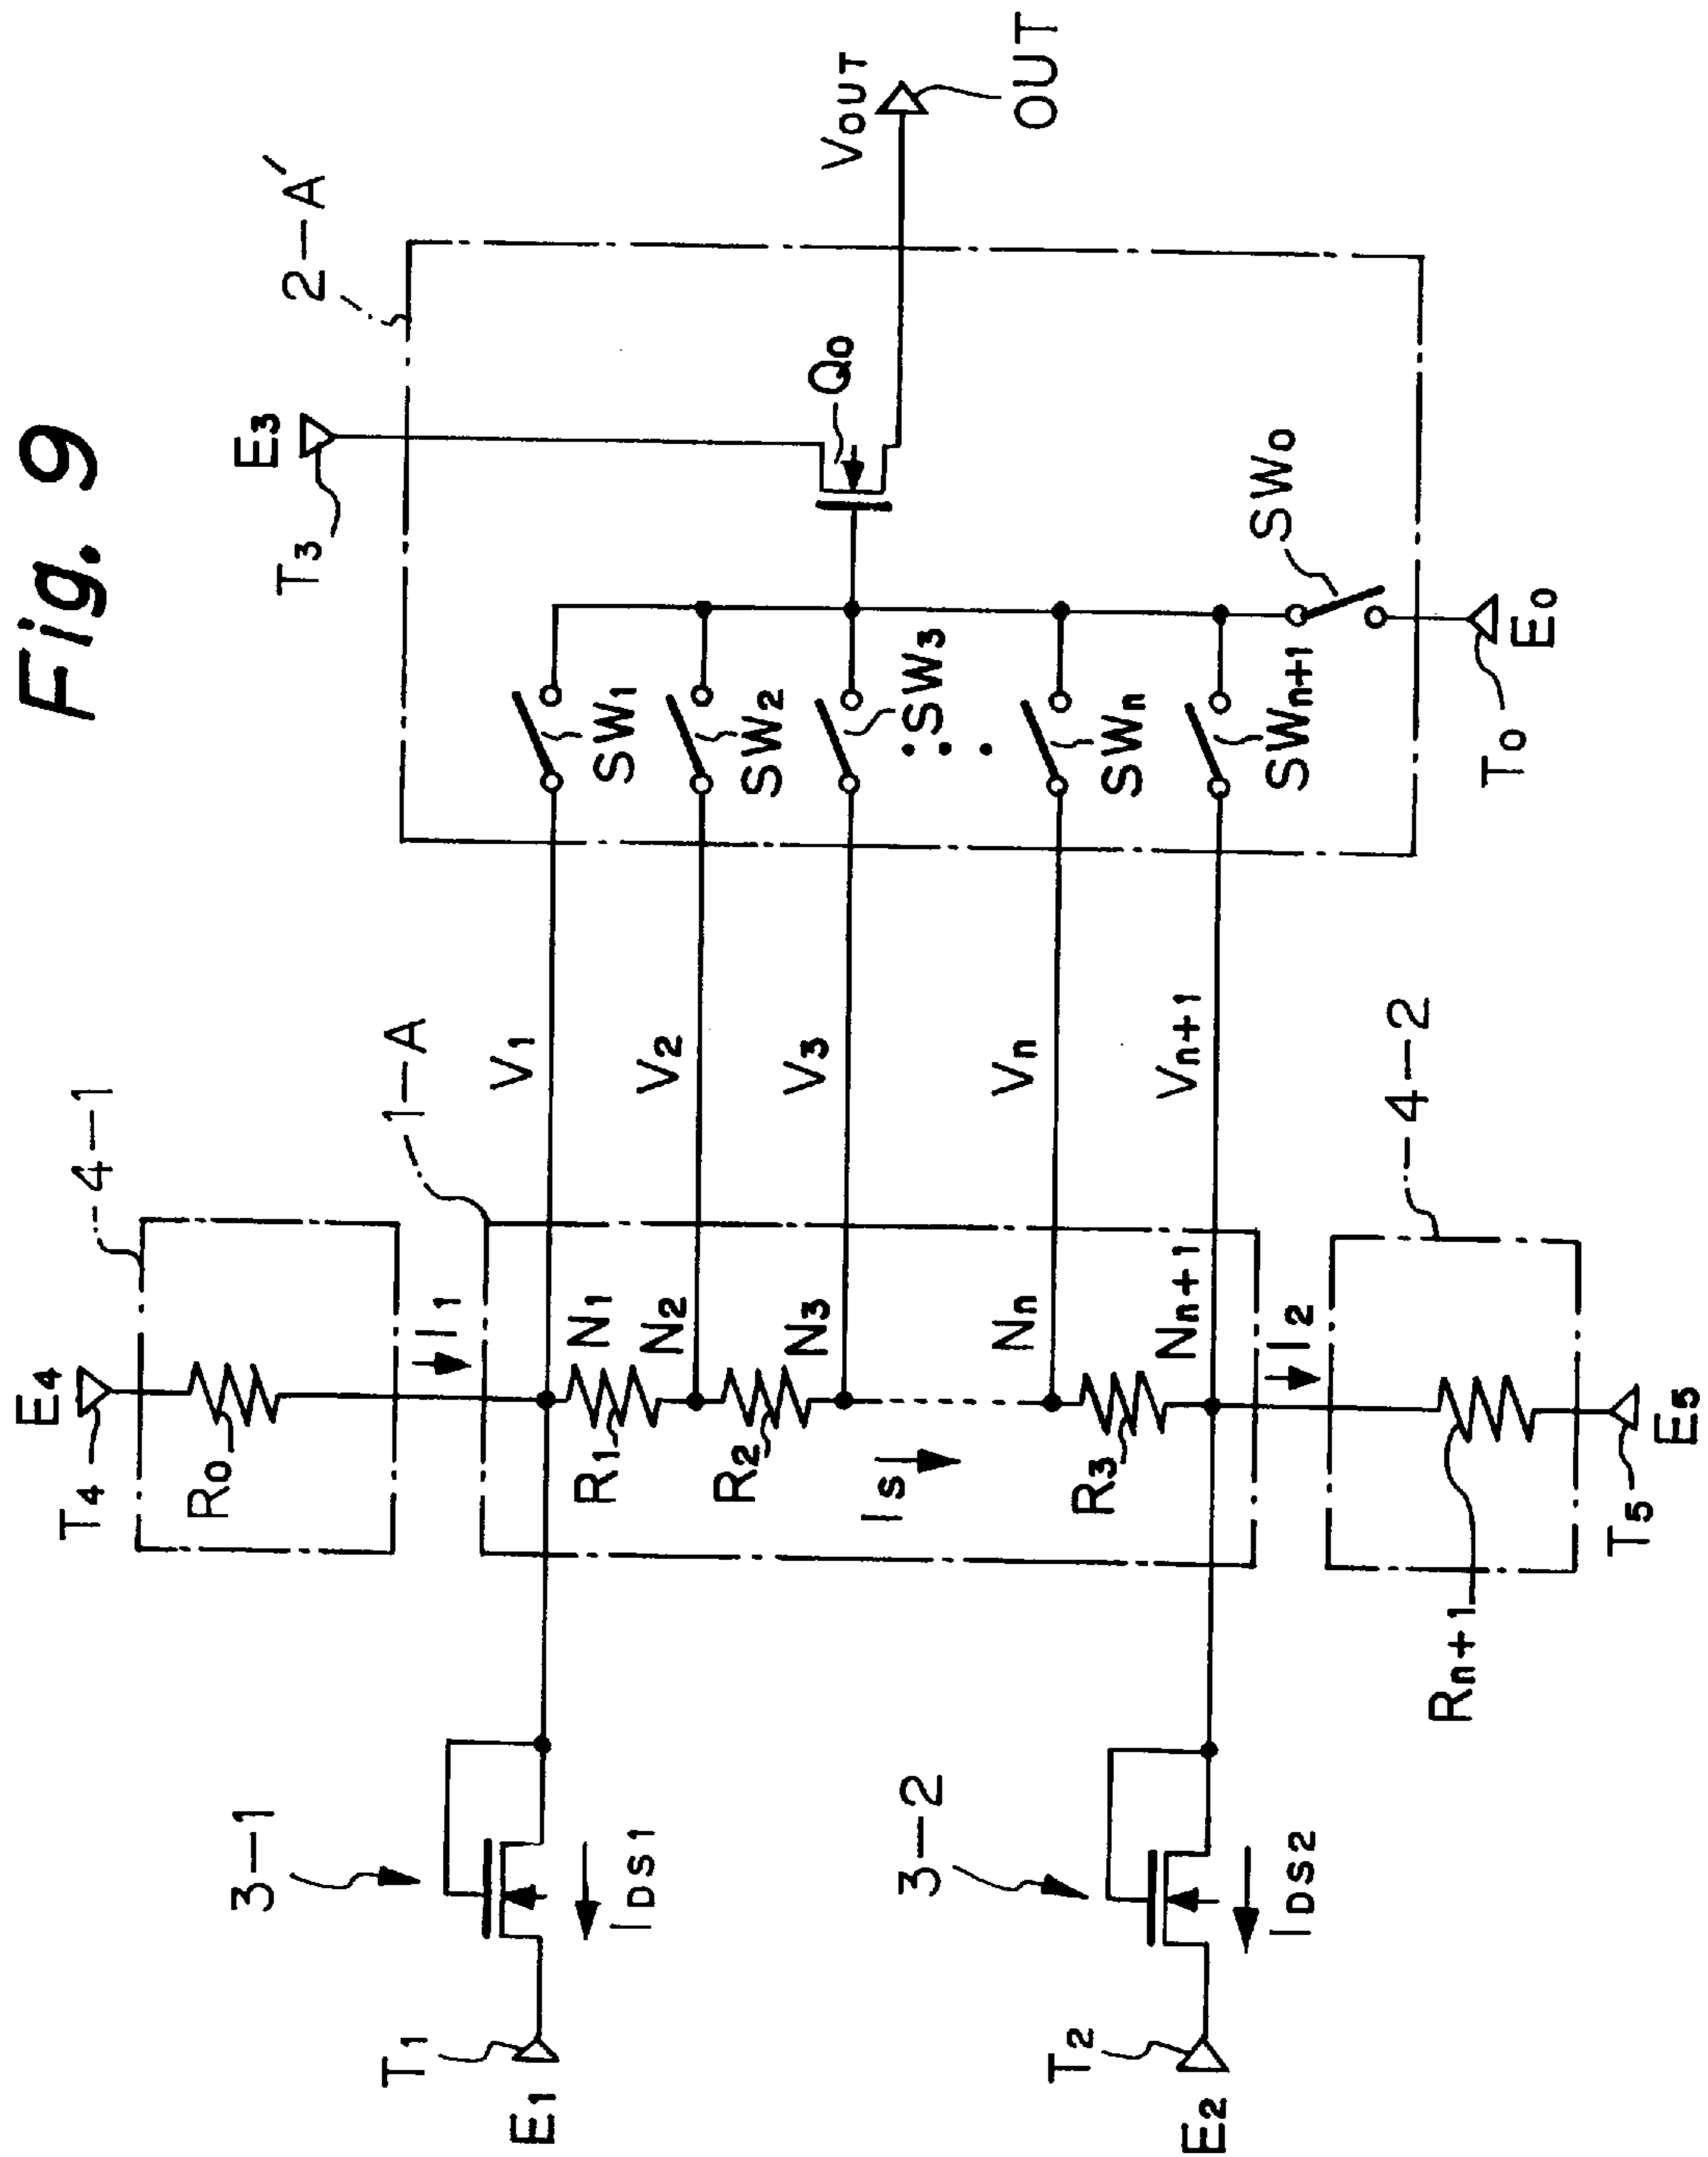 Fig. 9
E4
T4
4-1
R0
I1
1-A
E3
T3
2-A'
3-1
T1
E1
IDS1
N1
R1
V1
SW1
N2
R2
V2
SW2
N3
V3
SW3
Q0
VOUT
OUT
IS
3-2
T2
E2
IDS2
Nn
R3
Vn
SWn
Nn+1
Vn+1
SWn+1
SW0
I2
4-2
Rn+1
T5
E5
T0
E0